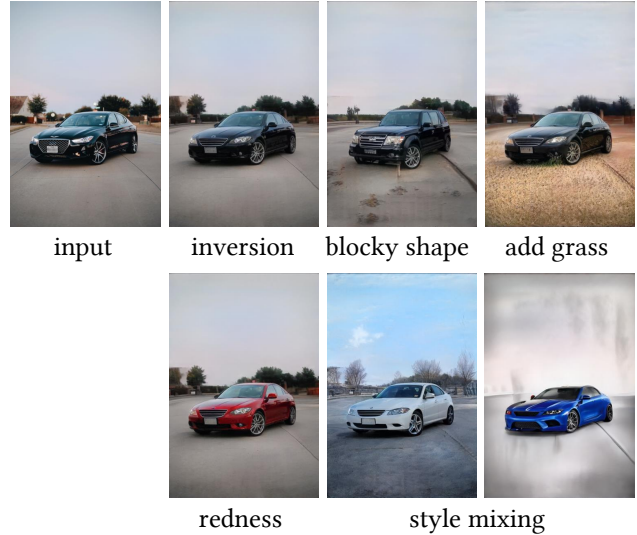 input
inversion
blocky shape
add grass
redness
style mixing